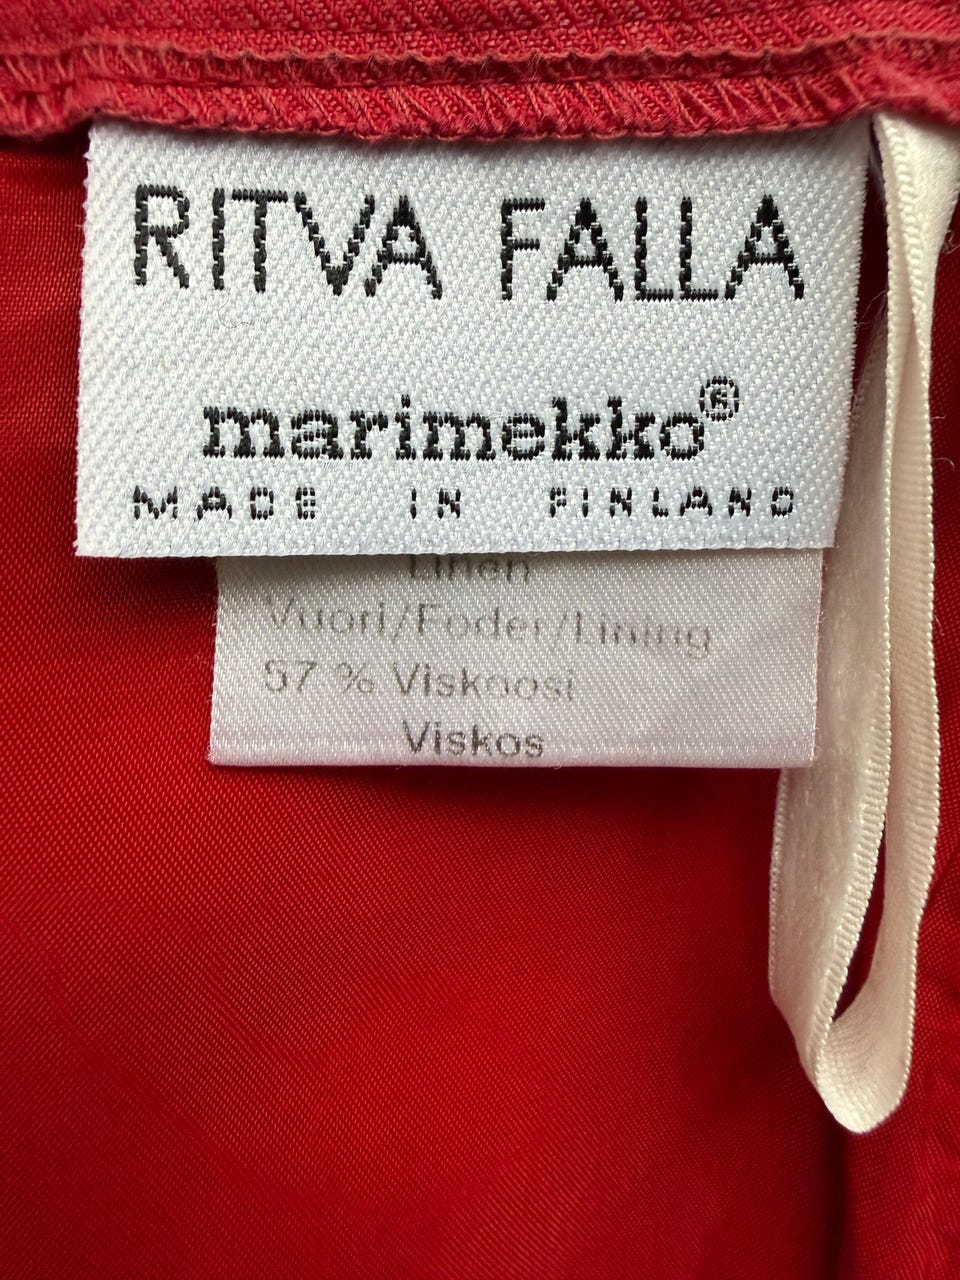 RITVA FALLA
marimekko®
MADE IN FINLAND
Linen
Vuori/Foder/Lining
57 % Viskoosi
Viskos